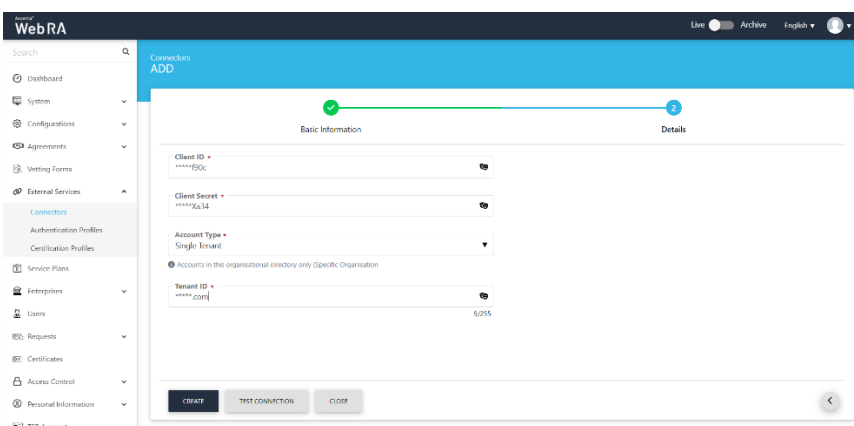 Ascertia
WebRA
Live Archive English
Search
Connectors
ADD
Dashboard
System
Configurations
Agreements
Vetting Forms
External Services
Connectors
Authentication Profiles
Certification Profiles
Service Plans
Enterprises
Users
Requests
Certificates
Access Control
Personal Information
TSP Accounts
2
Basic Information
Details
Client ID *
*****f90c
Client Secret *
*****Xa34
Account Type *
Single Tenant
Accounts in this organisational directory only (Specific Organisation
Tenant ID *
*****.com
9/255
CREATE
TEST CONNECTION
CLOSE